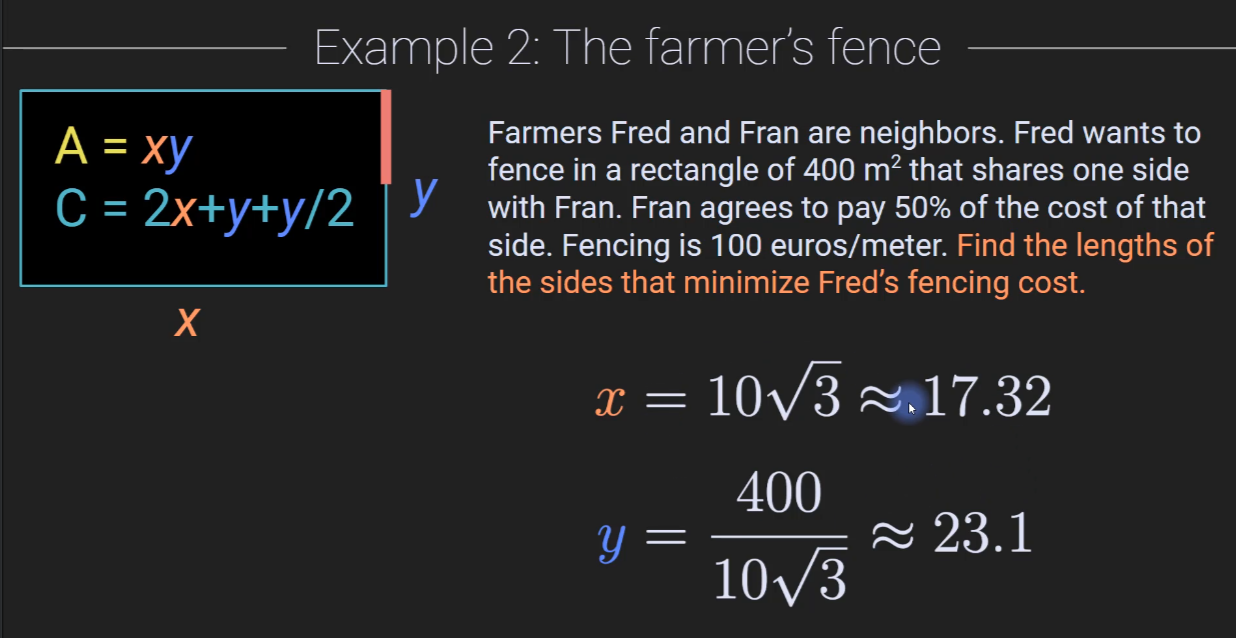 Example 2: The farmer's fence
A = xy
C = 2x+y+y/2
y
x
Farmers Fred and Fran are neighbors. Fred wants to
fence in a rectangle of 400 m² that shares one side
with Fran. Fran agrees to pay 50% of the cost of that
side. Fencing is 100 euros/meter. Find the lengths of
the sides that minimize Fred's fencing cost.
x = 10√3 ≈ 17.32
y = 400/10√3 ≈ 23.1